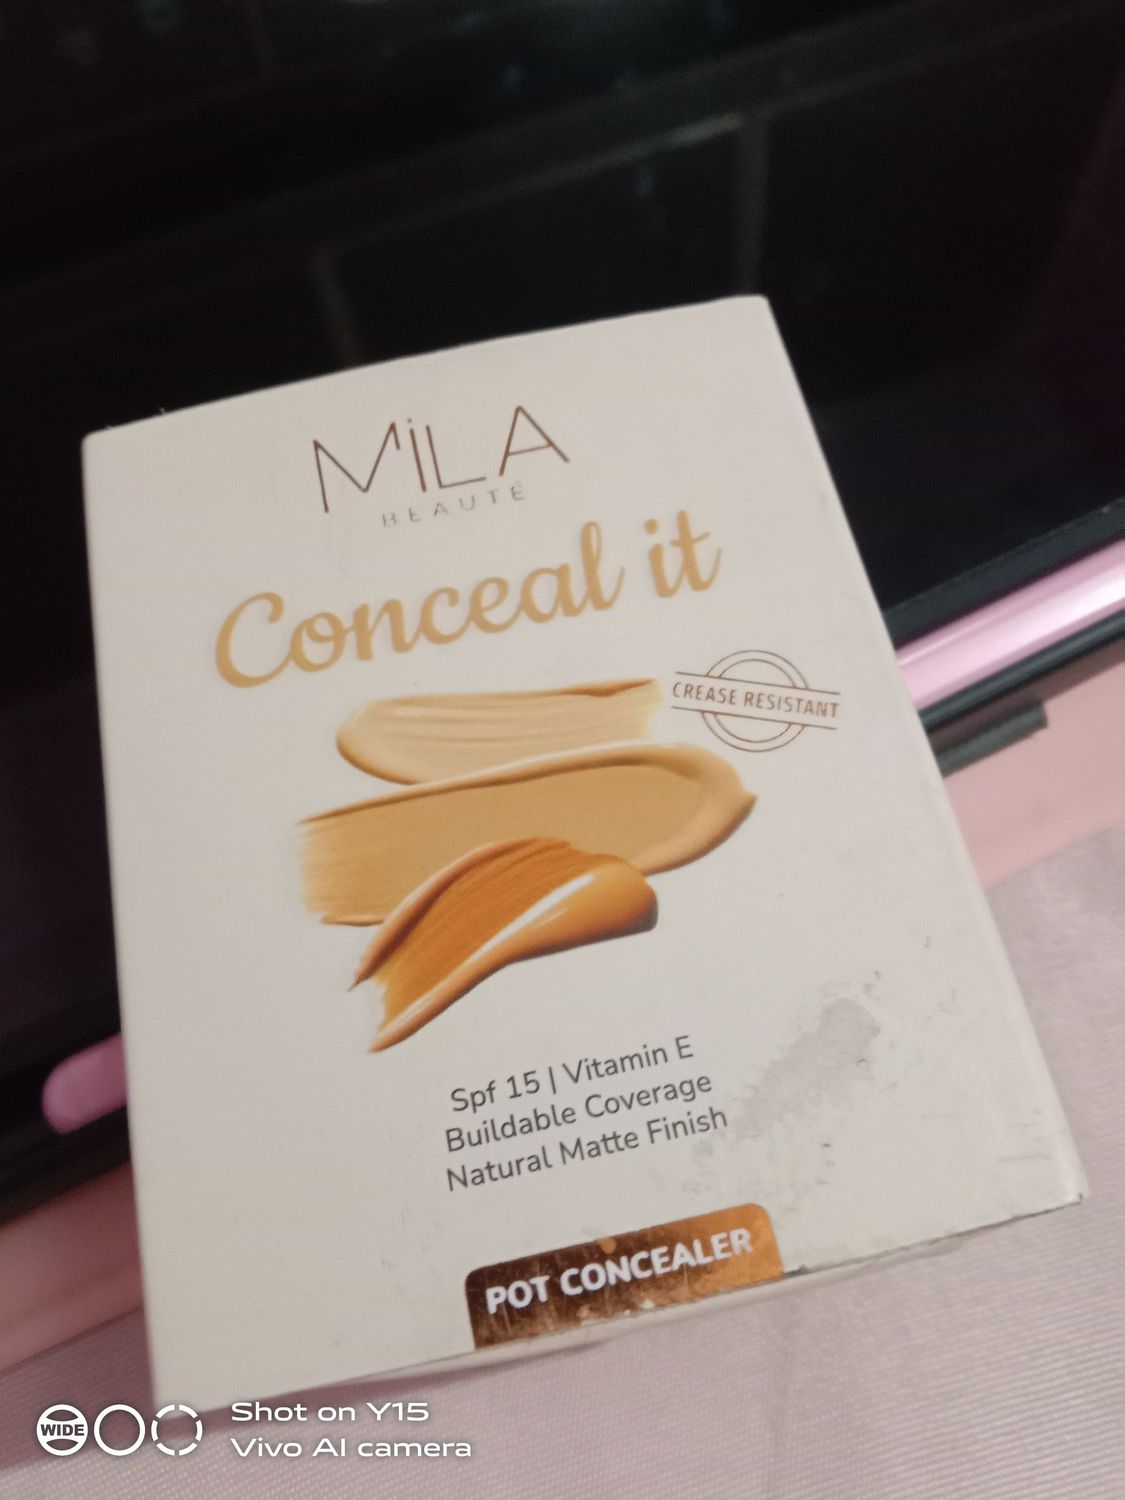 MiLA
BEAUTÉ
Conceal it
CREASE RESISTANT
Spf 15 | Vitamin E
Buildable Coverage
Natural Matte Finish
POT CONCEALER
WIDE
Shot on Y15
Vivo AI camera